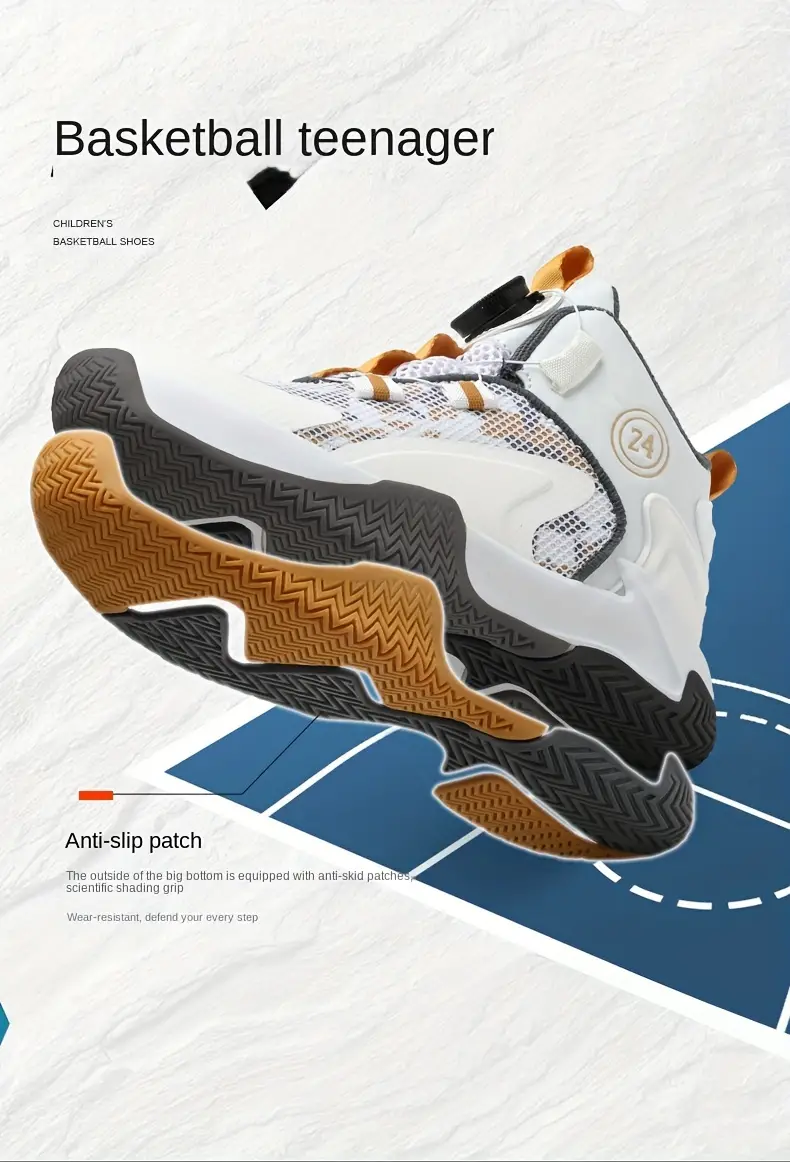 Basketball teenager
CHILDREN'S
BASKETBALL SHOES
24
Anti-slip patch
The outside of the big bottom is equipped with anti-skid patches,
scientific shading grip
Wear-resistant, defend your every step